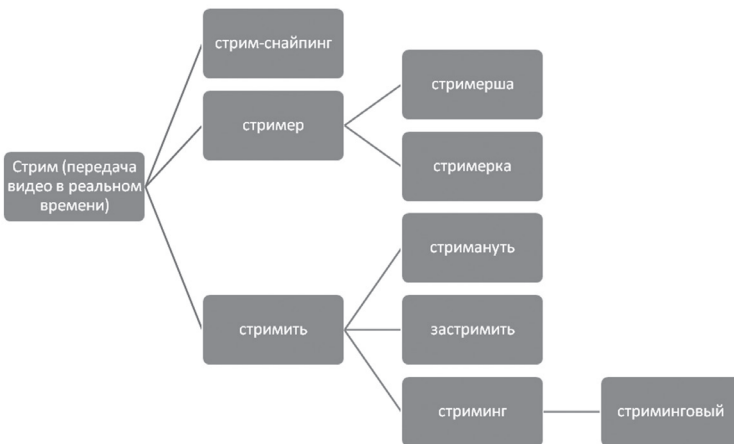 стрим-снайпинг
стример
стримерша
стримерка
Стрим (передача
видео в реальном
времени)
стримить
стримануть
застримить
стриминг
стриминговый